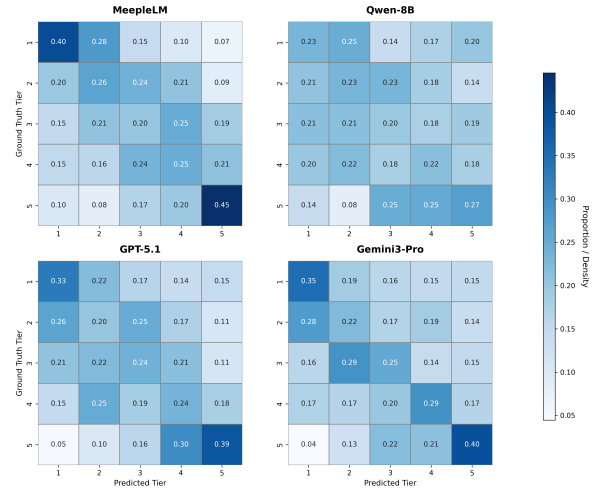 MeepleLM
Ground Truth Tier
1 0.40 0.28 0.15 0.10 0.07
2 0.20 0.26 0.24 0.21 0.09
3 0.15 0.21 0.20 0.25 0.19
4 0.15 0.16 0.24 0.25 0.21
5 0.10 0.08 0.17 0.20 0.45
1 2 3 4 5
Qwen-8B
1 0.23 0.25 0.14 0.17 0.20
2 0.21 0.23 0.23 0.18 0.14
3 0.21 0.21 0.20 0.18 0.19
4 0.20 0.22 0.18 0.22 0.18
5 0.14 0.08 0.25 0.25 0.27
1 2 3 4 5
GPT-5.1
Ground Truth Tier
1 0.33 0.22 0.17 0.14 0.15
2 0.26 0.20 0.25 0.17 0.11
3 0.21 0.22 0.24 0.21 0.11
4 0.15 0.25 0.19 0.24 0.18
5 0.05 0.10 0.16 0.30 0.39
1 2 3 4 5
Predicted Tier
Gemini3-Pro
1 0.35 0.19 0.16 0.15 0.15
2 0.28 0.22 0.17 0.19 0.14
3 0.16 0.29 0.25 0.14 0.15
4 0.17 0.17 0.20 0.29 0.17
5 0.04 0.13 0.22 0.21 0.40
1 2 3 4 5
Predicted Tier
0.40
0.35
0.30
0.25
0.20
0.15
0.10
0.05
Proportion / Density